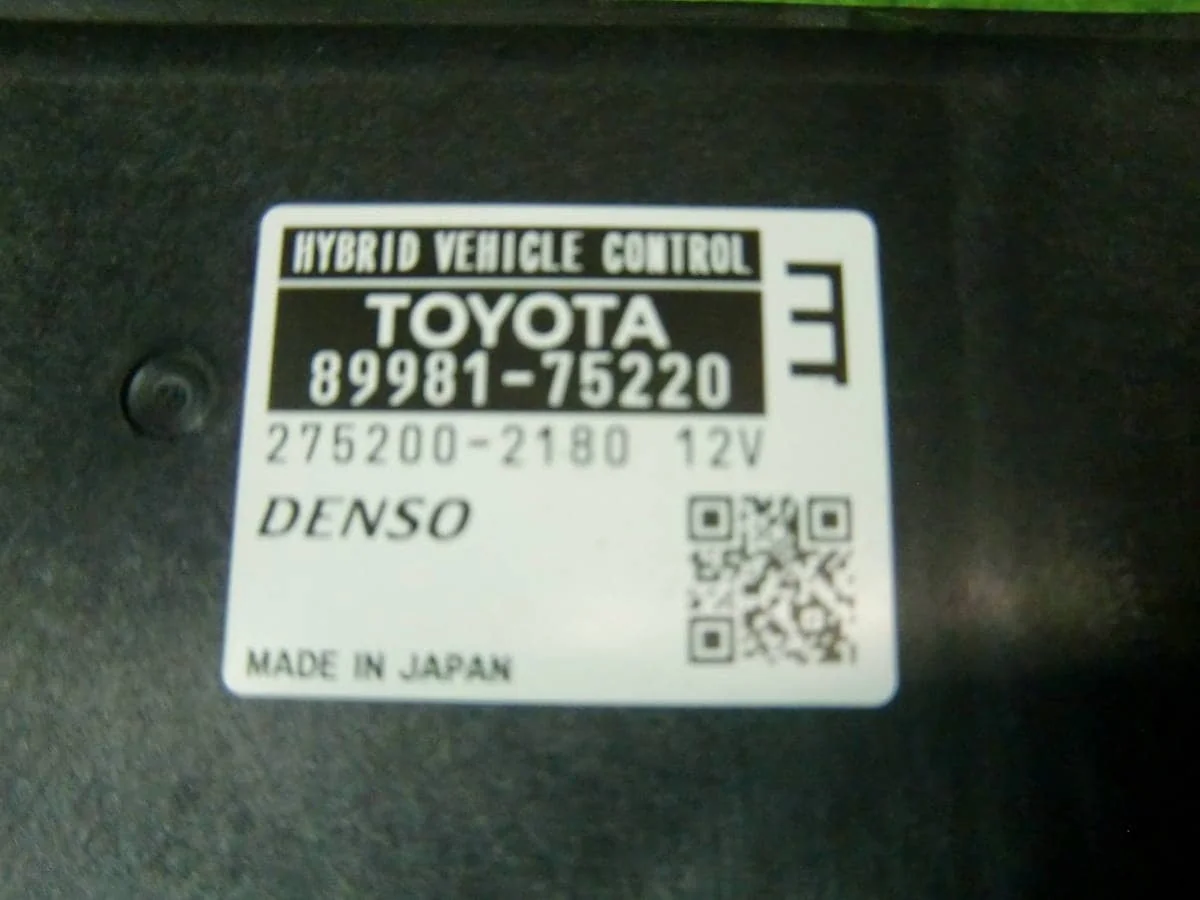 HYBRID VEHICLE CONTROL
TOYOTA
89981-75220
275200-2180 12V
DENSO
MADE IN JAPAN